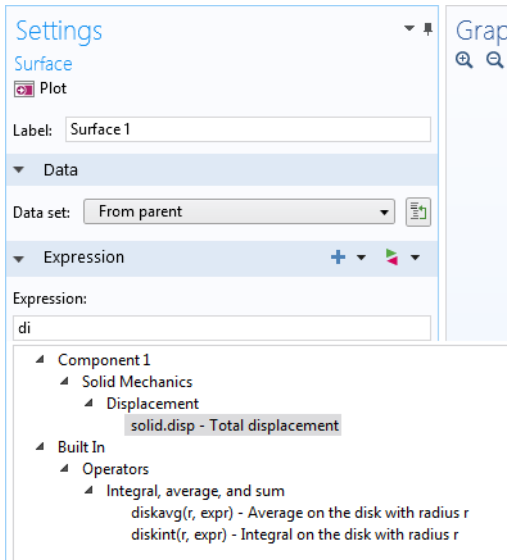 Settings
Surface
Plot
Label: Surface 1
Data
Data set: From parent
Expression
Expression:
di
Component 1
Solid Mechanics
Displacement
solid.disp - Total displacement
Built In
Operators
Integral, average, and sum
diskavg(r, expr) - Average on the disk with radius r
diskint(r, expr) - Integral on the disk with radius r
Grap